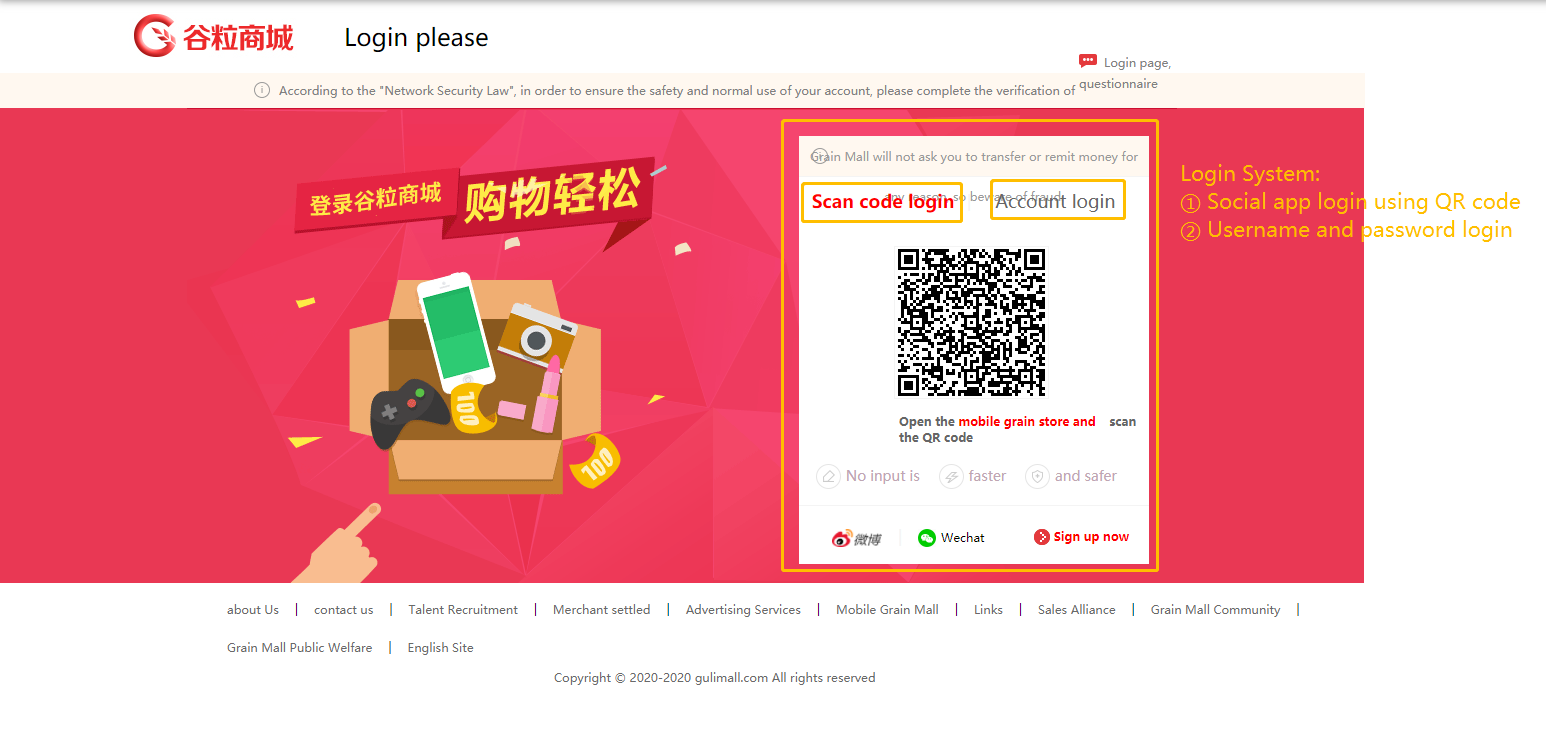 谷粒商城
Login please
Login page,
questionnaire
According to the "Network Security Law", in order to ensure the safety and normal use of your account, please complete the verification of
Grain Mall will not ask you to transfer or remit money for
any reason, so beware of fraud
Scan code login
Account login
Login System:
① Social app login using QR code
② Username and password login
登录谷粒商城
购物轻松
100
100
Open the mobile grain store and scan
the QR code
No input is faster and safer
微博 Wechat Sign up now
about Us | contact us | Talent Recruitment | Merchant settled | Advertising Services | Mobile Grain Mall | Links | Sales Alliance | Grain Mall Community |
Grain Mall Public Welfare | English Site
Copyright © 2020-2020 gulimall.com All rights reserved